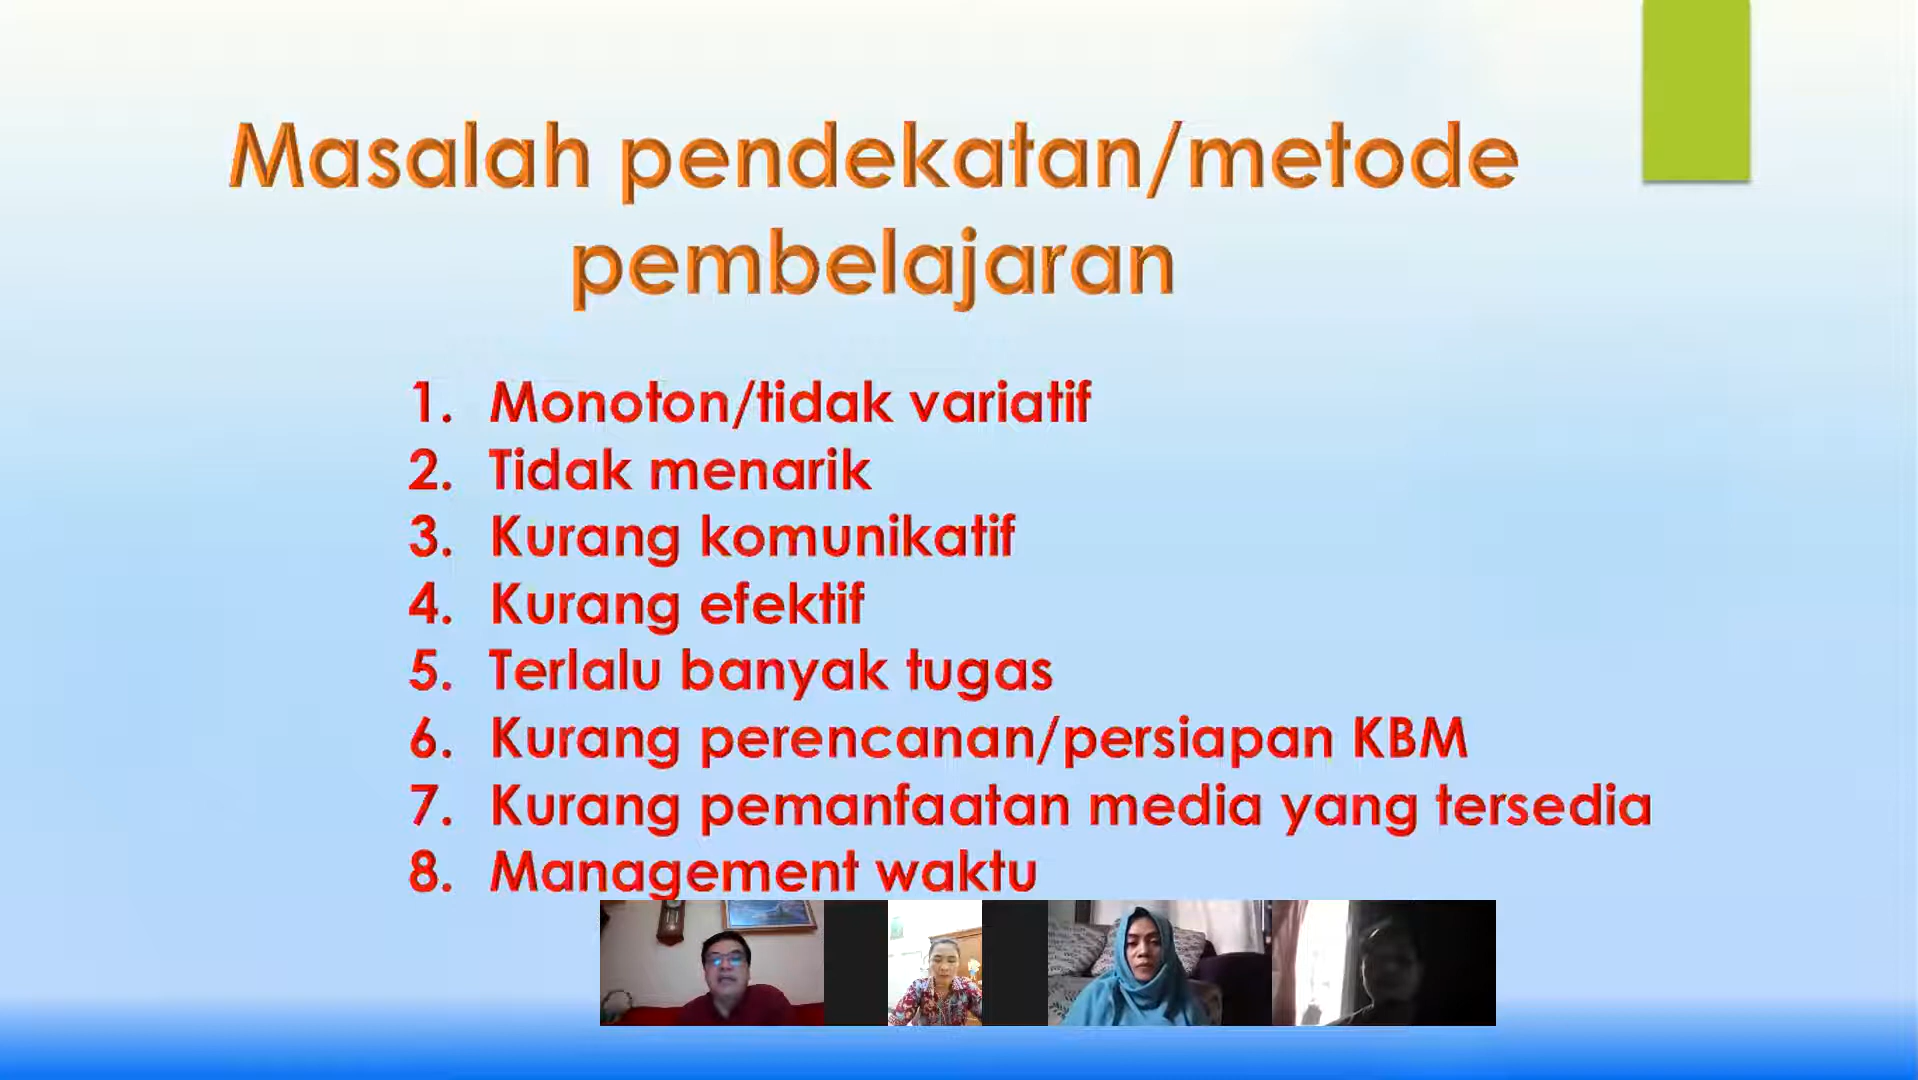 Masalah pendekatan/metode
pembelajaran
1. Monoton/tidak variatif
2. Tidak menarik
3. Kurang komunikatif
4. Kurang efektif
5. Terlalu banyak tugas
6. Kurang perencanan/persiapan KBM
7. Kurang pemanfaatan media yang tersedia
8. Management waktu